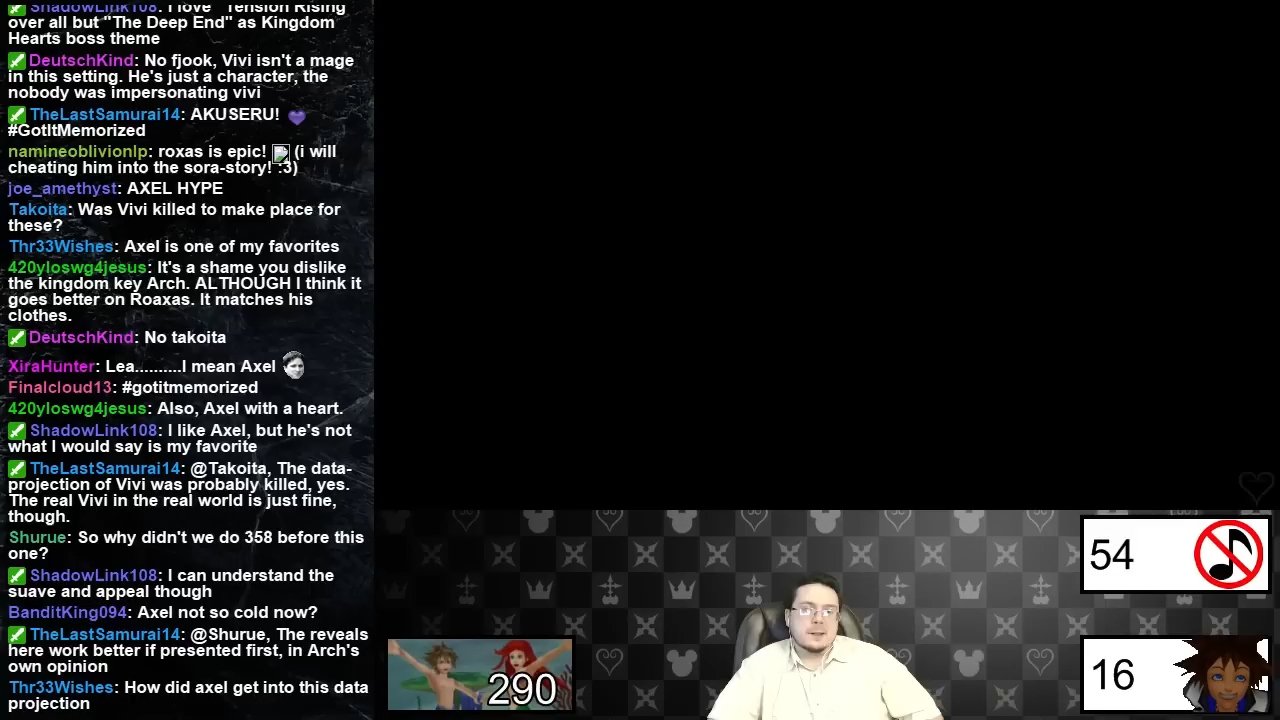 ShadowLink108: I love "Tension Rising"
over all but "The Deep End" as Kingdom
Hearts boss theme
DeutschKind: No fjook, Vivi isn't a mage
in this setting. He's just a character, the
nobody was impersonating vivi
TheLastSamurai14: AKUSERU!
#GotItMemorized
namineoblivionlp: roxas is epic! (i will
cheating him into the sora-story! :3)
joe_amethyst: AXEL HYPE
Takoita: Was Vivi killed to make place for
these?
Thr33Wishes: Axel is one of my favorites
420yloswg4jesus: It's a shame you dislike
the kingdom key Arch. ALTHOUGH I think it
goes better on Roaxas. It matches his
clothes.
DeutschKind: No takoita
XiraHunter: Lea..........I mean Axel
Finalcloud13: #gotitmemorized
420yloswg4jesus: Also, Axel with a heart.
ShadowLink108: I like Axel, but he's not
what I would say is my favorite
TheLastSamurai14: @Takoita, The data-
projection of Vivi was probably killed, yes.
The real Vivi in the real world is just fine,
though.
Shurue: So why didn't we do 358 before this
one?
ShadowLink108: I can understand the
suave and appeal though
BanditKing094: Axel not so cold now?
TheLastSamurai14: @Shurue, The reveals
here work better if presented first, in Arch's
own opinion
Thr33Wishes: How did axel get into this data
projection
290
54
16